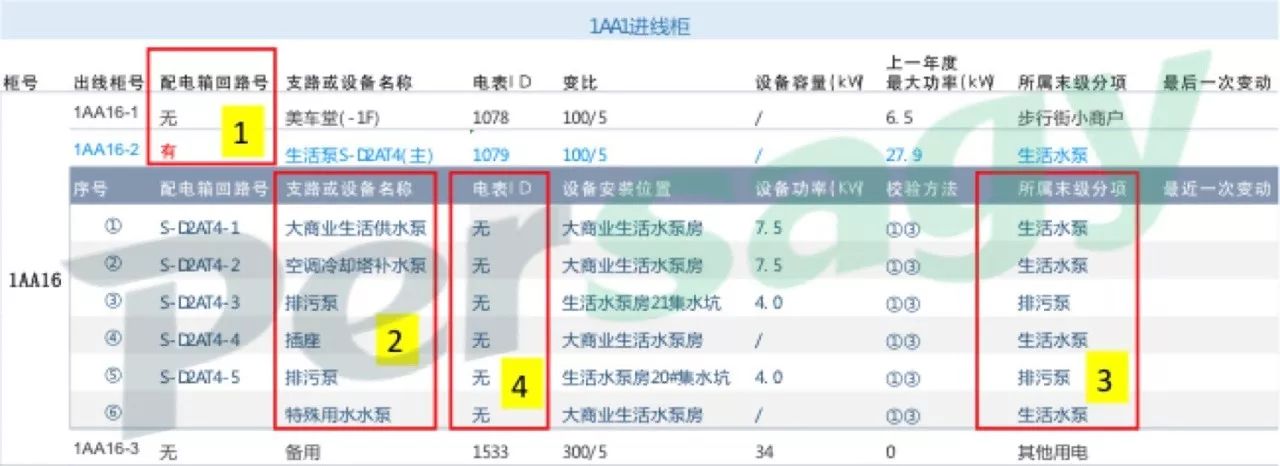 1AA1进线柜
柜号 出线柜号 配电箱回路号 支路或设备名称 电表ID 变比 设备容量(kW 上一年度最大功率(kW 所属末级分项 最后一次变动
1AA16-1 无 美车堂(-1F) 1078 100/5 / 6.5 步行街小商户
1AA16-2 有 生活泵S-D2AT4(主) 1079 100/5 / 27.9 生活水泵
序号 配电箱回路号 支路或设备名称 电表ID 设备安装位置 设备功率(KW 校验方法 所属末级分项 最近一次变动
① S-D2AT4-1 大商业生活供水泵 无 大商业生活水泵房 7.5 ①③ 生活水泵
② S-D2AT4-2 空调冷却塔补水泵 无 大商业生活水泵房 7.5 ①③ 生活水泵
1AA16
③ S-D2AT4-3 排污泵 无 生活水泵房21集水坑 4.0 ①③ 排污泵
④ S-D2AT4-4 插座 无 大商业生活水泵房 / ①③ 生活水泵
⑤ S-D2AT4-5 排污泵 无 生活水泵房20#集水坑 4.0 ①③ 排污泵
⑥ 特殊用水水泵 无 大商业生活水泵房 / ①③ 生活水泵
1AA16-3 无 备用 1533 300/5 34 0 其他用电
1
2
4
3
Persagy